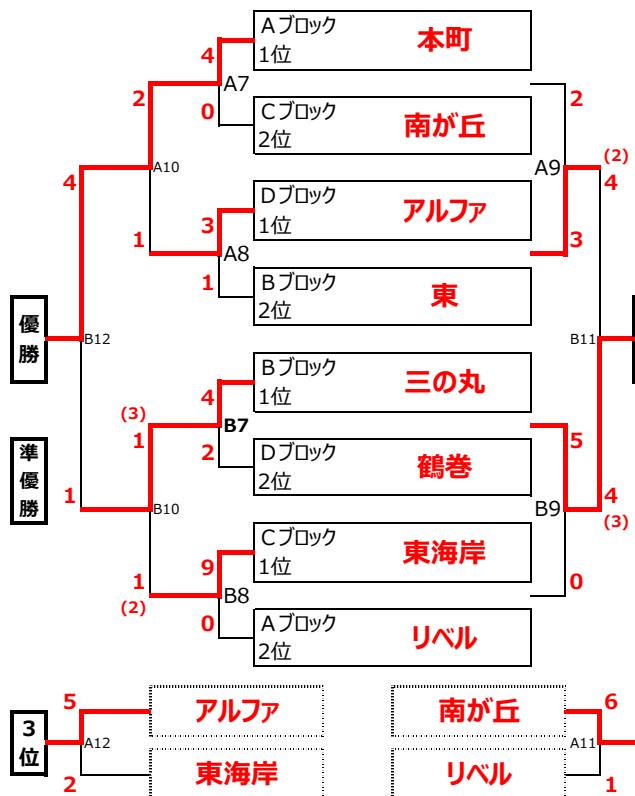 Aブロック 1位 本町
4
2
A7
0
Cブロック 2位 南が丘
2
A10
A9
(2)
4
4
Dブロック 1位 アルファ
3
1
3
A8
1
Bブロック 2位 東
優勝
B12
B11
Bブロック 1位 三の丸
4
(3)
1
B7
5
2
Dブロック 2位 鶴巻
準優勝
1
4
(3)
B10
B9
Cブロック 1位 東海岸
9
1
(2)
B8
0
0
Aブロック 2位 リベル
5
アルファ
南が丘
6
3位
A12
A11
2
東海岸
リベル
1